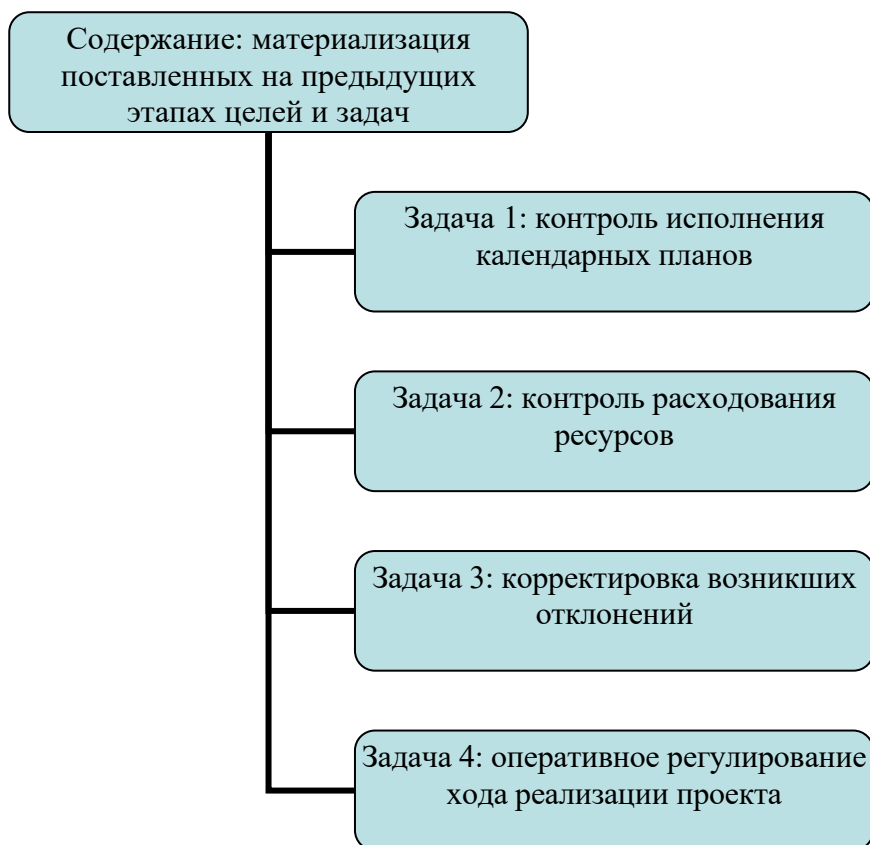 Содержание: материализация
поставленных на предыдущих
этапах целей и задач
Задача 1: контроль исполнения
календарных планов
Задача 2: контроль расходования
ресурсов
Задача 3: корректировка возникших
отклонений
Задача 4: оперативное регулирование
хода реализации проекта